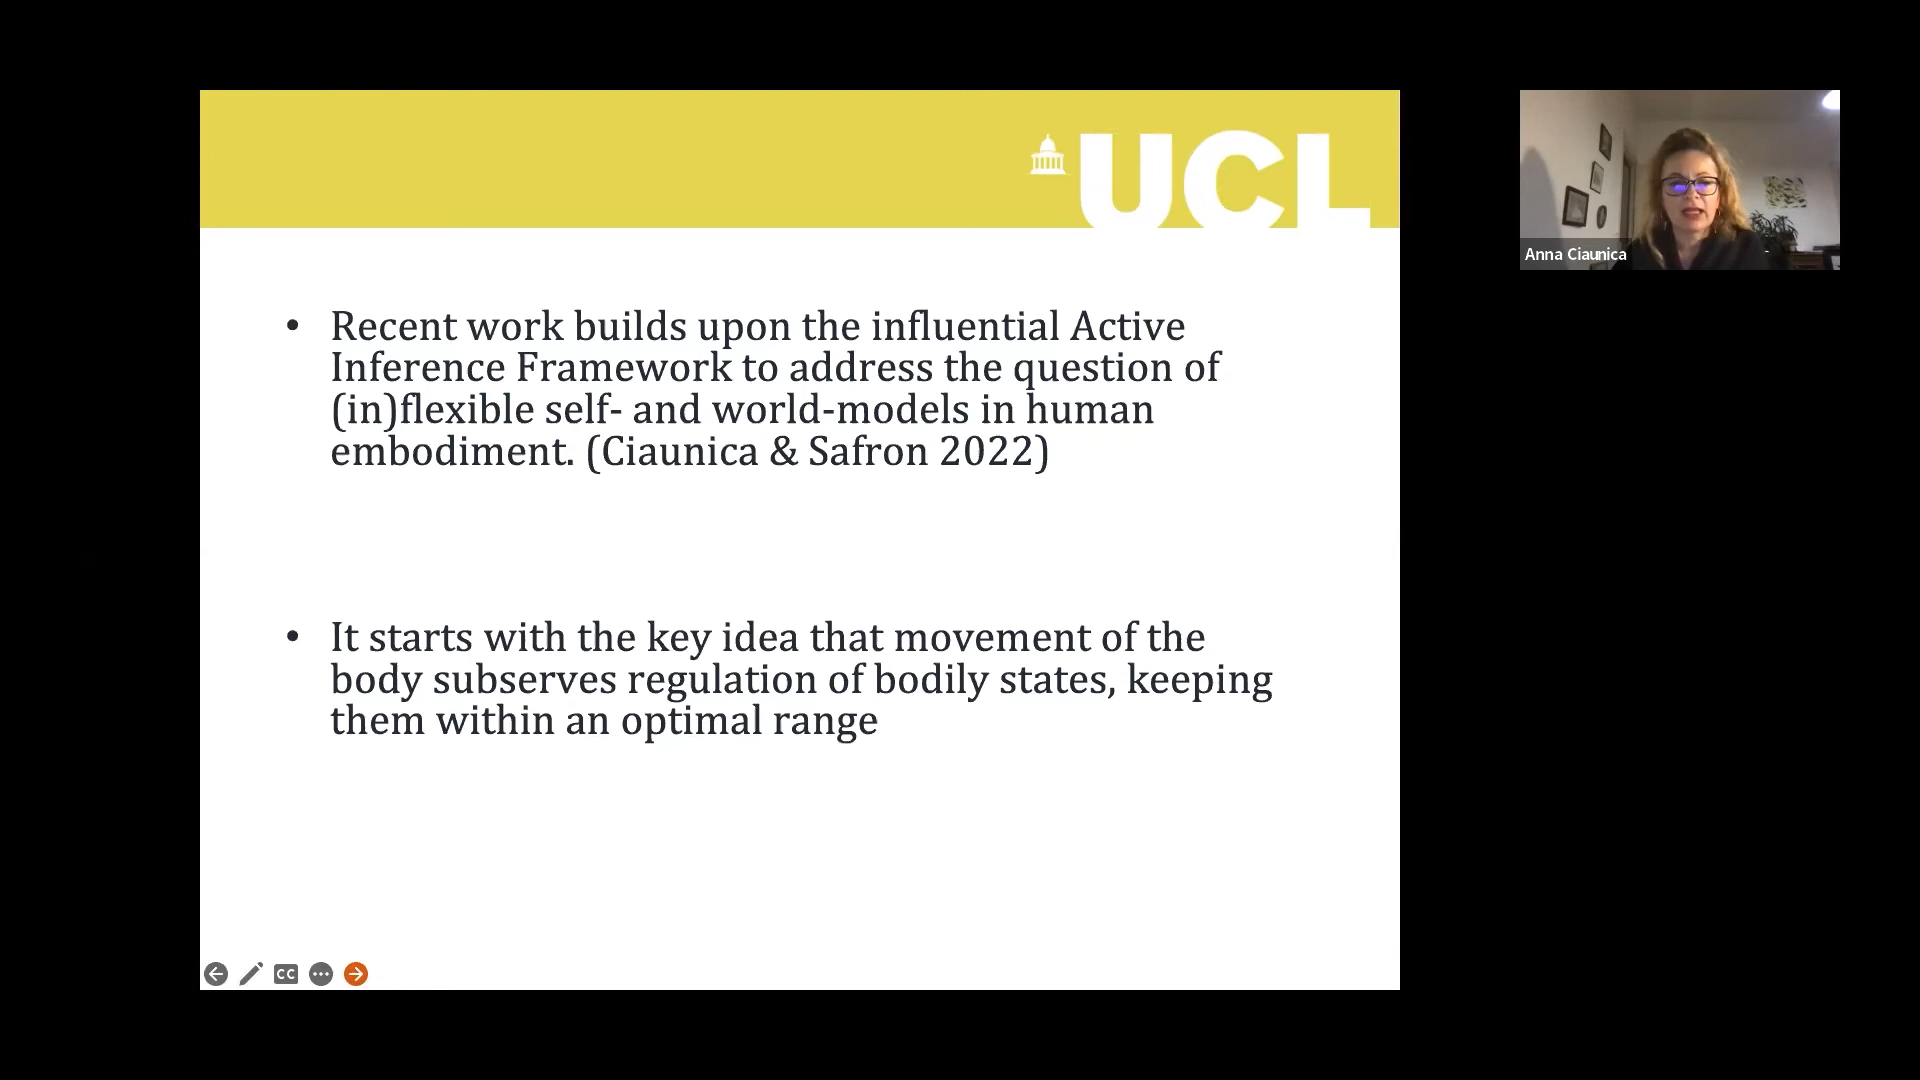 UCL
• Recent work builds upon the influential Active
Inference Framework to address the question of
(in)flexible self- and world-models in human
embodiment. (Ciaunica & Safron 2022)
• It starts with the key idea that movement of the
body subserves regulation of bodily states, keeping
them within an optimal range
CC
Anna Ciaunica